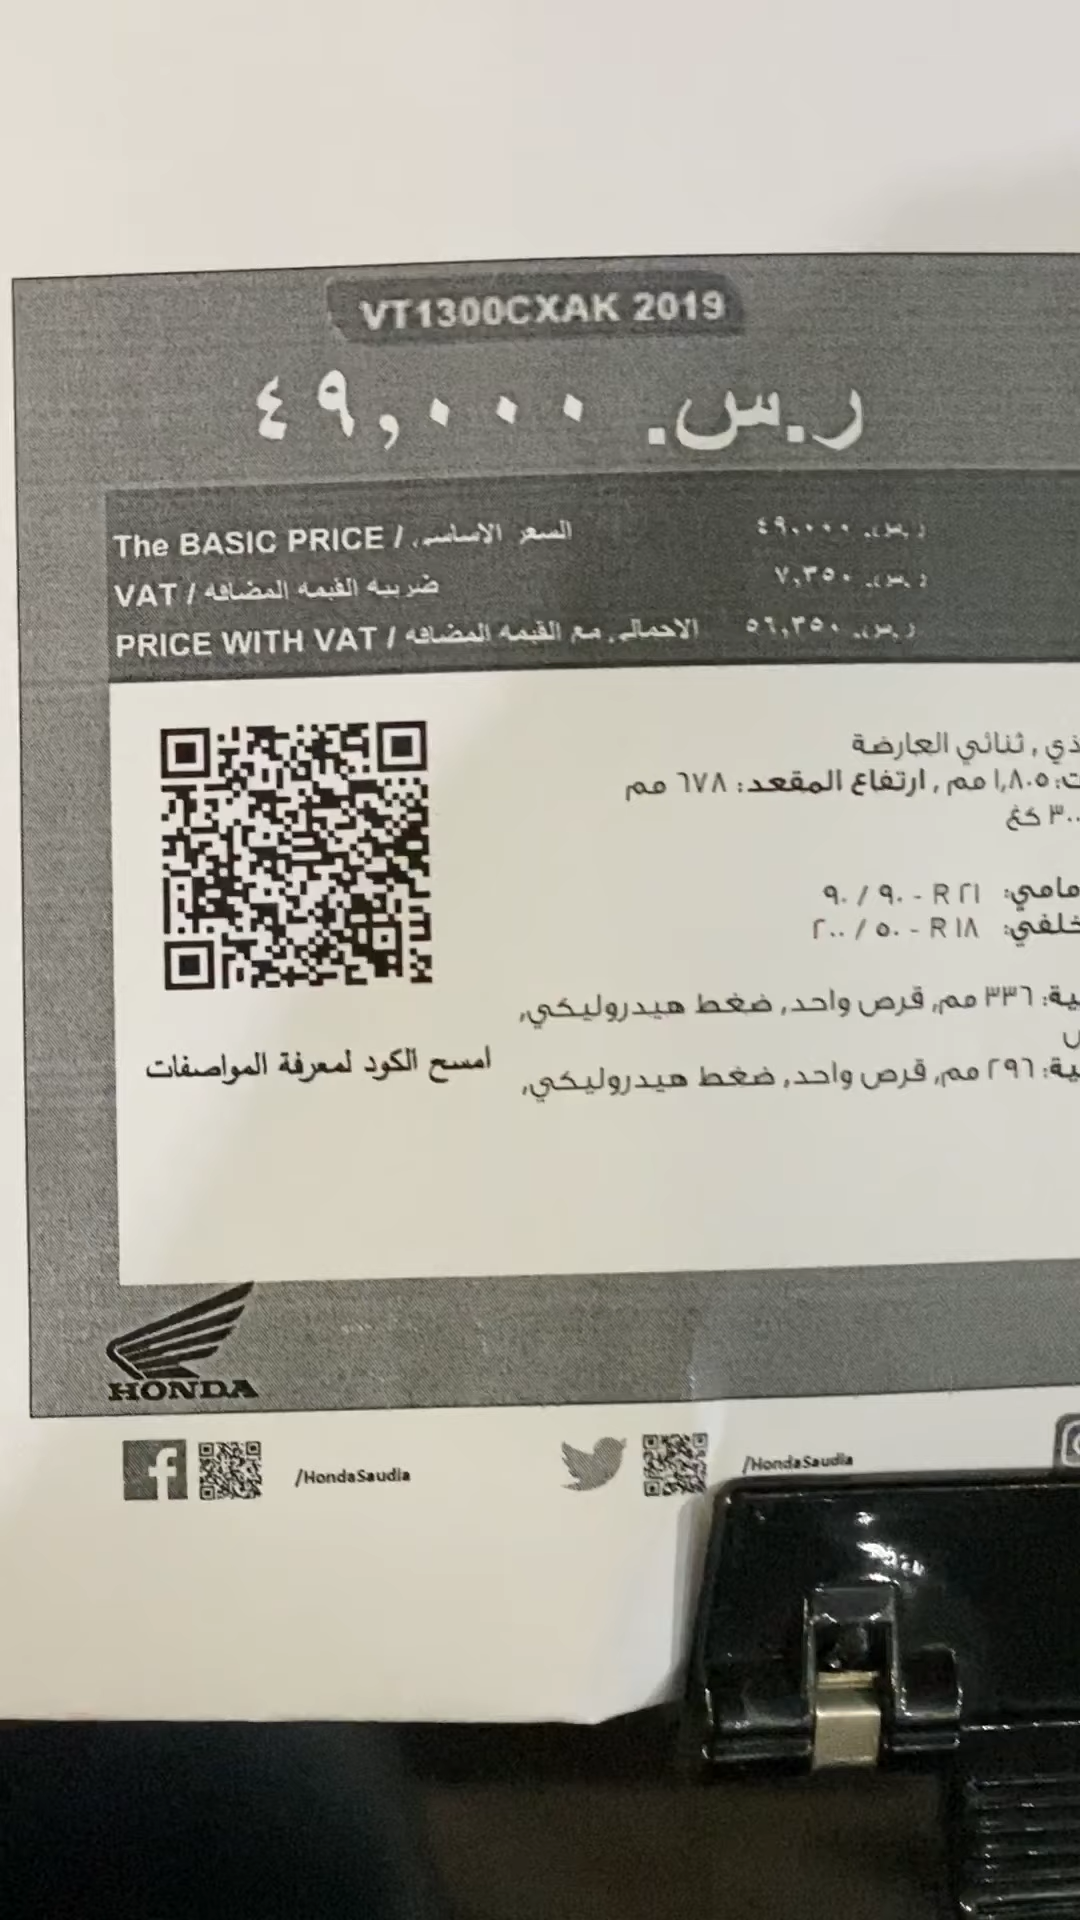 VT1300CXAK 2019
ر.س. ٤٩,٠٠٠
The BASIC PRICE / السعر الاساسي ر.س. ٤٩,٠٠٠
VAT / ضريبه القيمه المضافه ر.س. ٧,٣٥٠
PRICE WITH VAT / الاجمالي مع القيمه المضافه ر.س. ٥٦,٣٥٠
ثنائي العارضة
١,٨٠٥ مم , ارتفاع المقعد: ٦٧٨ مم
كغ
٩٠ / ٩٠ - R ٢١
٢٠٠ / ٥٠ - R ١٨
٣٣٦ مم, قرص واحد, ضغط هيدروليكي,
٢٩٦ مم, قرص واحد, ضغط هيدروليكي,
امسح الكود لمعرفة المواصفات
HONDA
f /HondaSaudia
/HondaSaudia